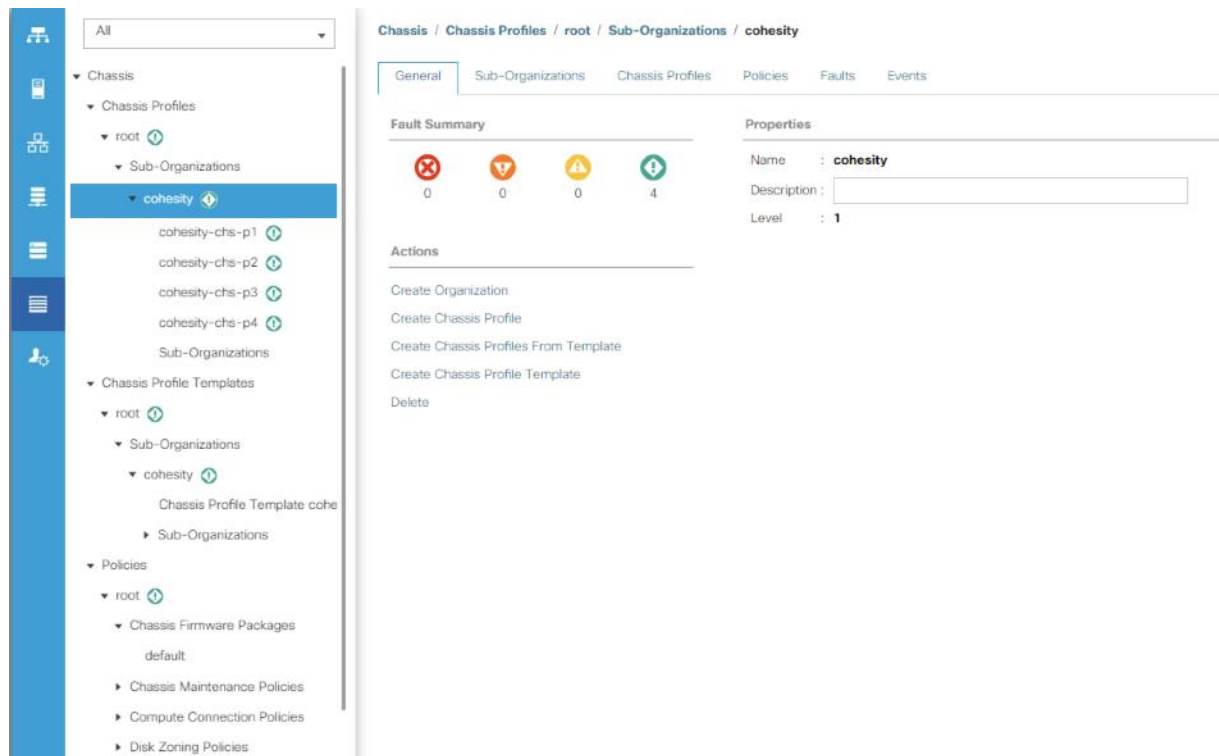 All
Chassis
Chassis Profiles
root
Sub-Organizations
cohesity
cohesity-chs-p1
cohesity-chs-p2
cohesity-chs-p3
cohesity-chs-p4
Sub-Organizations
Chassis Profile Templates
root
Sub-Organizations
cohesity
Chassis Profile Template cohe
Sub-Organizations
Policies
root
Chassis Firmware Packages
default
Chassis Maintenance Policies
Compute Connection Policies
Disk Zoning Policies
Chassis / Chassis Profiles / root / Sub-Organizations / cohesity
General Sub-Organizations Chassis Profiles Policies Faults Events
Fault Summary
0 0 0 4
Actions
Create Organization
Create Chassis Profile
Create Chassis Profiles From Template
Create Chassis Profile Template
Delete
Properties
Name : cohesity
Description :
Level : 1